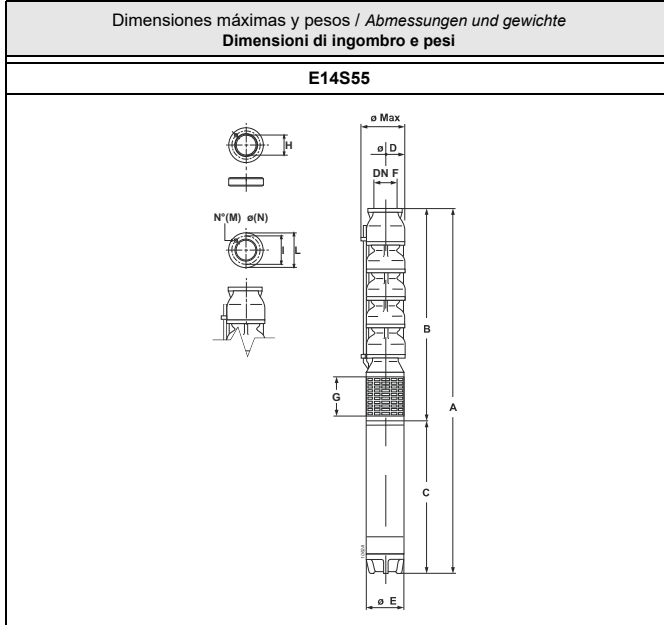 Dimensiones máximas y pesos / Abmessungen und gewichte
Dimensioni di ingombro e pesi
E14S55
ø Max
ø D
DN F
H
N°(M) ø(N)
I
L
B
G
A
C
ø E